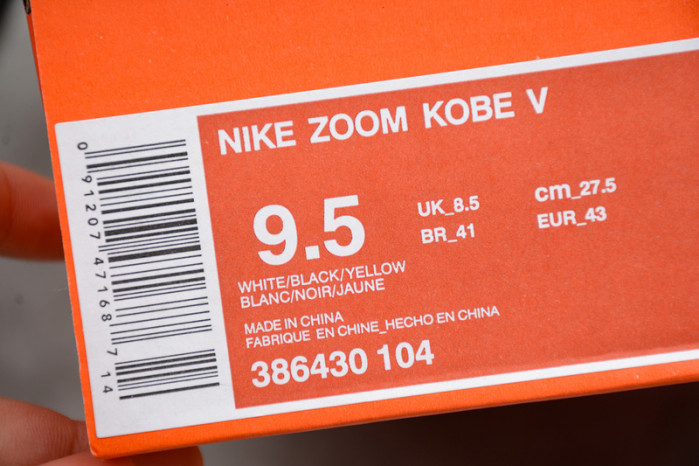 NIKE ZOOM KOBE V
9.5
UK_8.5 cm_27.5
BR_41 EUR_43
WHITE/BLACK/YELLOW
BLANC/NOIR/JAUNE
MADE IN CHINA
FABRIQUE EN CHINE_HECHO EN CHINA
386430 104
0 91207 47168 7 14